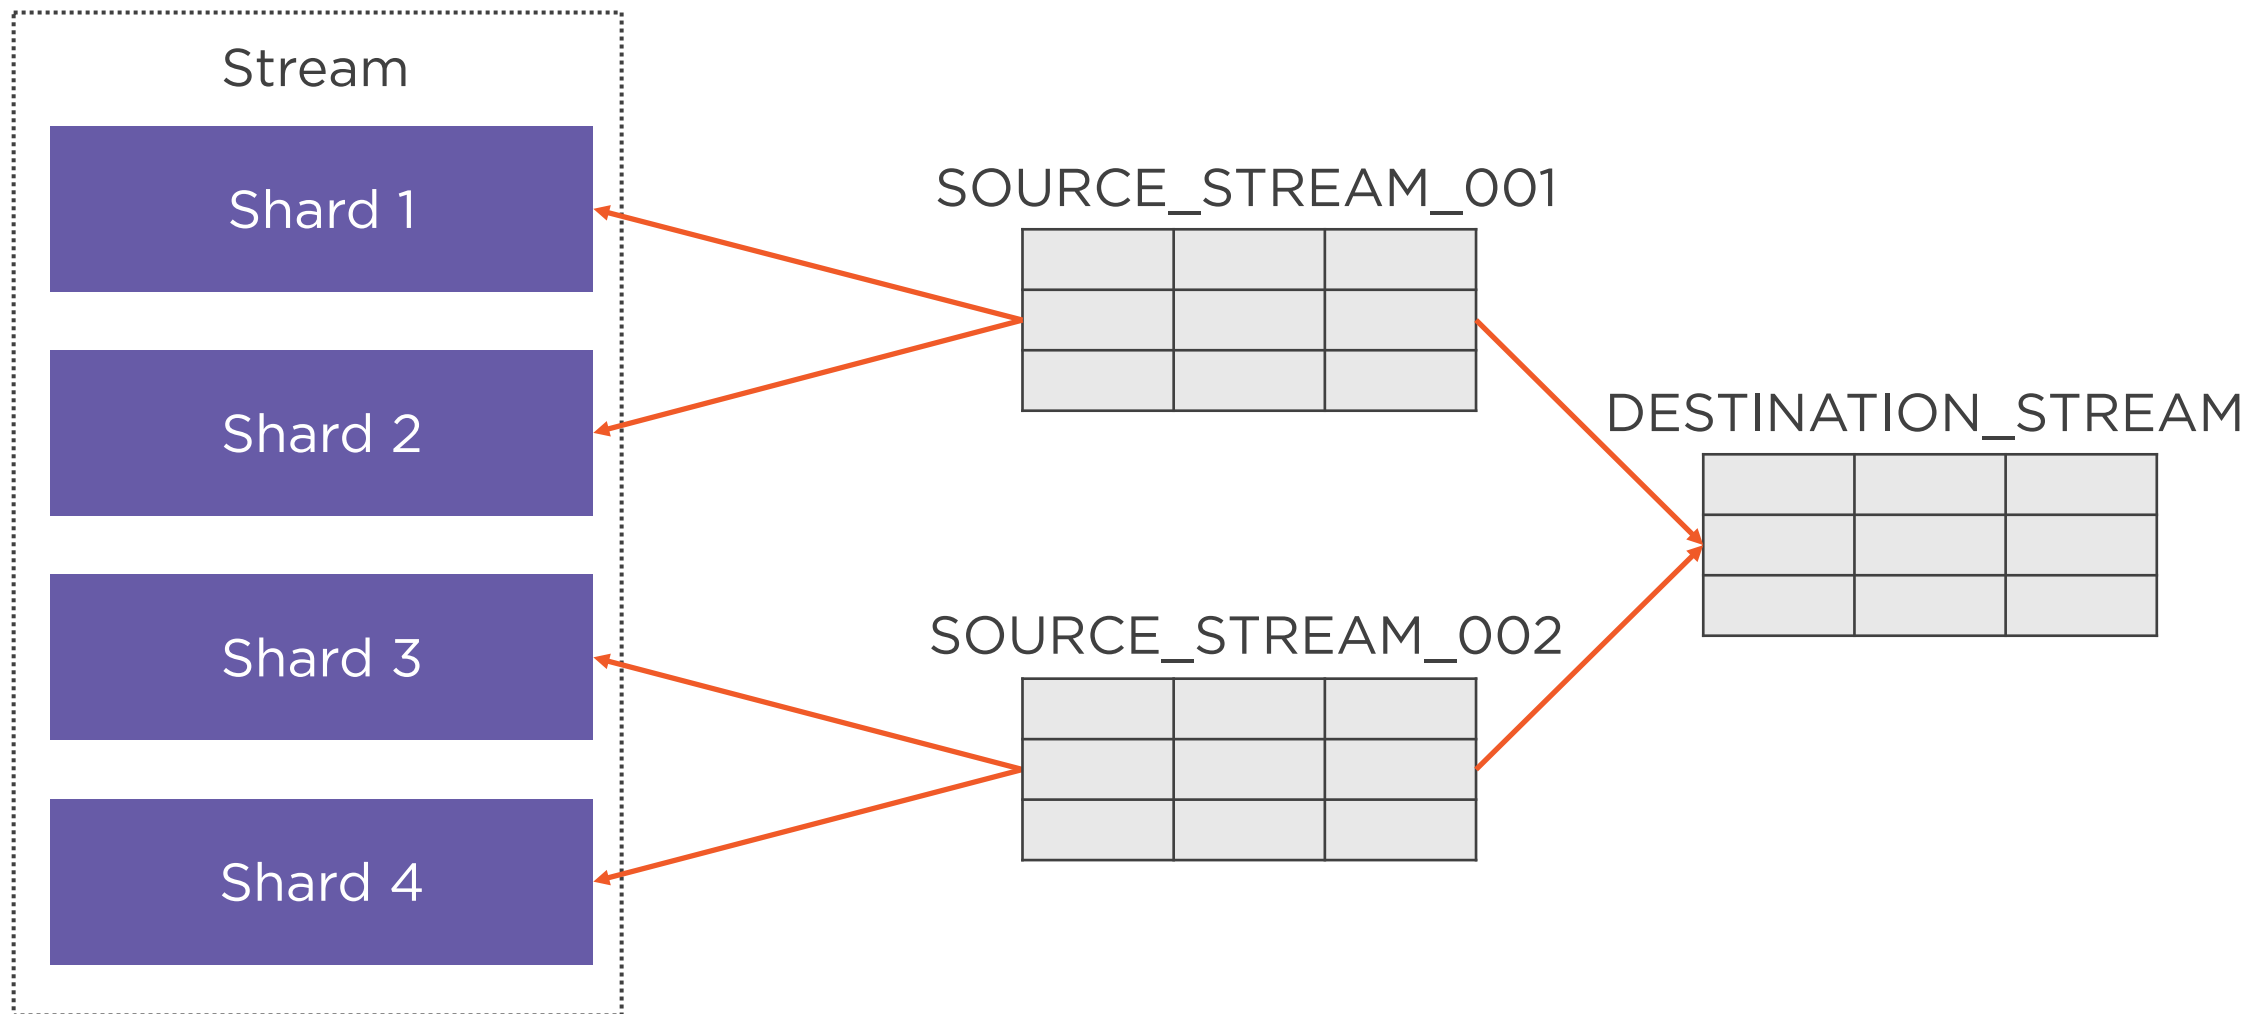 Stream
Shard 1
Shard 2
Shard 3
Shard 4
SOURCE_STREAM_001
SOURCE_STREAM_002
DESTINATION_STREAM